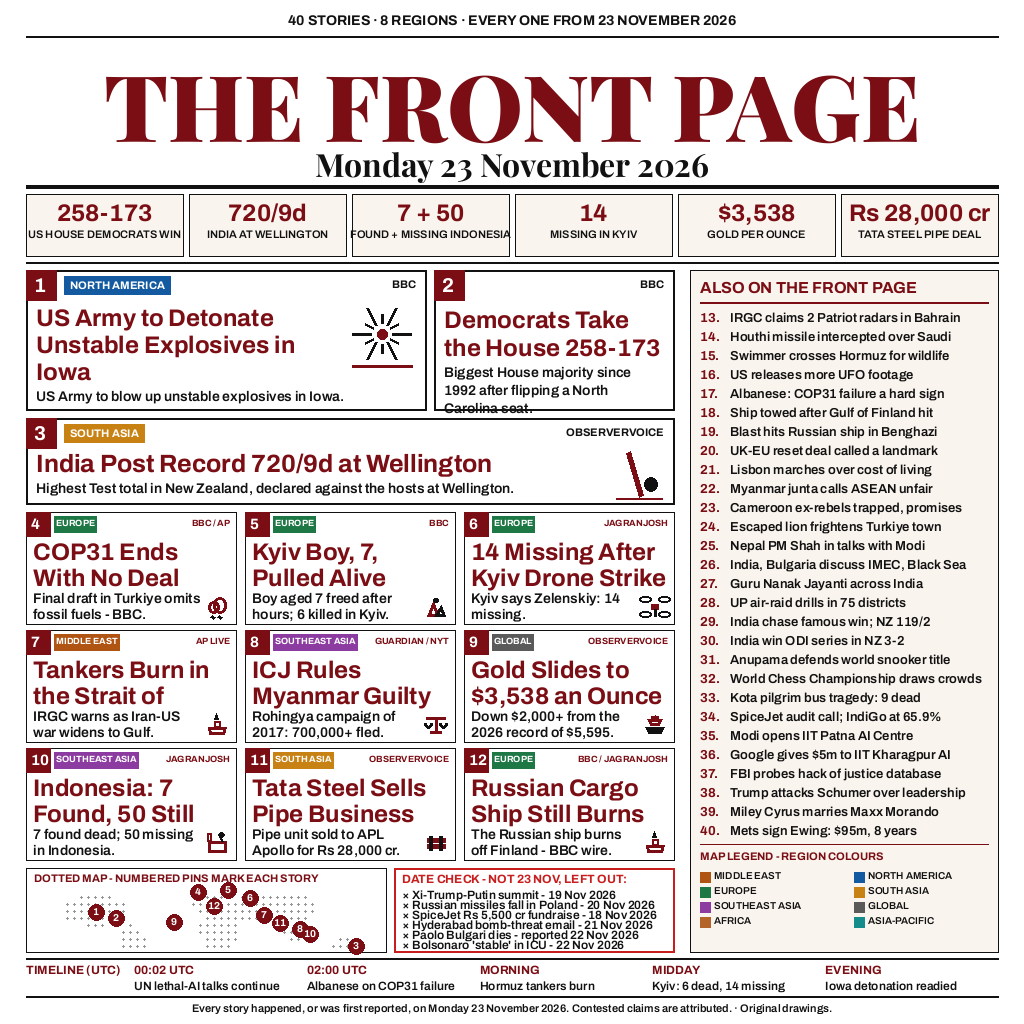 40 STORIES · 8 REGIONS · EVERY ONE FROM 23 NOVEMBER 2026
THE FRONT PAGE
Monday 23 November 2026
258-173
US HOUSE DEMOCRATS WIN
720/9d
INDIA AT WELLINGTON
7 + 50
FOUND + MISSING INDONESIA
14
MISSING IN KYIV
$3,538
GOLD PER OUNCE
Rs 28,000 cr
TATA STEEL PIPE DEAL
1
NORTH AMERICA
BBC
US Army to Detonate
Unstable Explosives in
Iowa
US Army to blow up unstable explosives in Iowa.
2
BBC
Democrats Take
the House 258-173
Biggest House majority since
1992 after flipping a North
Carolina seat.
3
SOUTH ASIA
OBSERVERVOICE
India Post Record 720/9d at Wellington
Highest Test total in New Zealand, declared against the hosts at Wellington.
4
EUROPE
BBC / AP
COP31 Ends
With No Deal
Final draft in Turkiye omits
fossil fuels - BBC.
5
EUROPE
BBC
Kyiv Boy, 7,
Pulled Alive
Boy aged 7 freed after
hours; 6 killed in Kyiv.
6
EUROPE
JAGRANJOSH
14 Missing After
Kyiv Drone Strike
Kyiv says Zelenskiy: 14
missing.
7
MIDDLE EAST
AP LIVE
Tankers Burn in
the Strait of
IRGC warns as Iran-US
war widens to Gulf.
8
SOUTHEAST ASIA
GUARDIAN / NYT
ICJ Rules
Myanmar Guilty
Rohingya campaign of
2017: 700,000+ fled.
9
GLOBAL
OBSERVERVOICE
Gold Slides to
$3,538 an Ounce
Down $2,000+ from the
2026 record of $5,595.
10
SOUTHEAST ASIA
JAGRANJOSH
Indonesia: 7
Found, 50 Still
7 found dead; 50 missing
in Indonesia.
11
SOUTH ASIA
OBSERVERVOICE
Tata Steel Sells
Pipe Business
Pipe unit sold to APL
Apollo for Rs 28,000 cr.
12
EUROPE
BBC / JAGRANJOSH
Russian Cargo
Ship Still Burns
The Russian ship burns
off Finland - BBC wire.
ALSO ON THE FRONT PAGE
13. IRGC claims 2 Patriot radars in Bahrain
14. Houthi missile intercepted over Saudi
15. Swimmer crosses Hormuz for wildlife
16. US releases more UFO footage
17. Albanese: COP31 failure a hard sign
18. Ship towed after Gulf of Finland hit
19. Blast hits Russian ship in Benghazi
20. UK-EU reset deal called a landmark
21. Lisbon marches over cost of living
22. Myanmar junta calls ASEAN unfair
23. Cameroon ex-rebels trapped, promises
24. Escaped lion frightens Turkiye town
25. Nepal PM Shah in talks with Modi
26. India, Bulgaria discuss IMEC, Black Sea
27. Guru Nanak Jayanti across India
28. UP air-raid drills in 75 districts
29. India chase famous win; NZ 119/2
30. India win ODI series in NZ 3-2
31. Anupama defends world snooker title
32. World Chess Championship draws crowds
33. Kota pilgrim bus tragedy: 9 dead
34. SpiceJet audit call; IndiGo at 65.9%
35. Modi opens IIT Patna AI Centre
36. Google gives $5m to IIT Kharagpur AI
37. FBI probes hack of justice database
38. Trump attacks Schumer over leadership
39. Miley Cyrus marries Maxx Morando
40. Mets sign Ewing: $95m, 8 years
MAP LEGEND - REGION COLOURS
MIDDLE EAST
NORTH AMERICA
EUROPE
SOUTH ASIA
SOUTHEAST ASIA
GLOBAL
AFRICA
ASIA-PACIFIC
DOTTED MAP - NUMBERED PINS MARK EACH STORY
4
5
6
12
1
2
9
7
11
8
10
3
DATE CHECK - NOT 23 NOV, LEFT OUT:
× Xi-Trump-Putin summit - 19 Nov 2026
× Russian missiles fall in Poland - 20 Nov 2026
× SpiceJet Rs 5,500 cr fundraise - 18 Nov 2026
× Hyderabad bomb-threat email - 21 Nov 2026
× Paolo Bulgari dies - reported 22 Nov 2026
× Bolsonaro 'stable' in ICU - 22 Nov 2026
TIMELINE (UTC)
00:02 UTC
UN lethal-AI talks continue
02:00 UTC
Albanese on COP31 failure
MORNING
Hormuz tankers burn
MIDDAY
Kyiv: 6 dead, 14 missing
EVENING
Iowa detonation readied
Every story happened, or was first reported, on Monday 23 November 2026. Contested claims are attributed. · Original drawings.